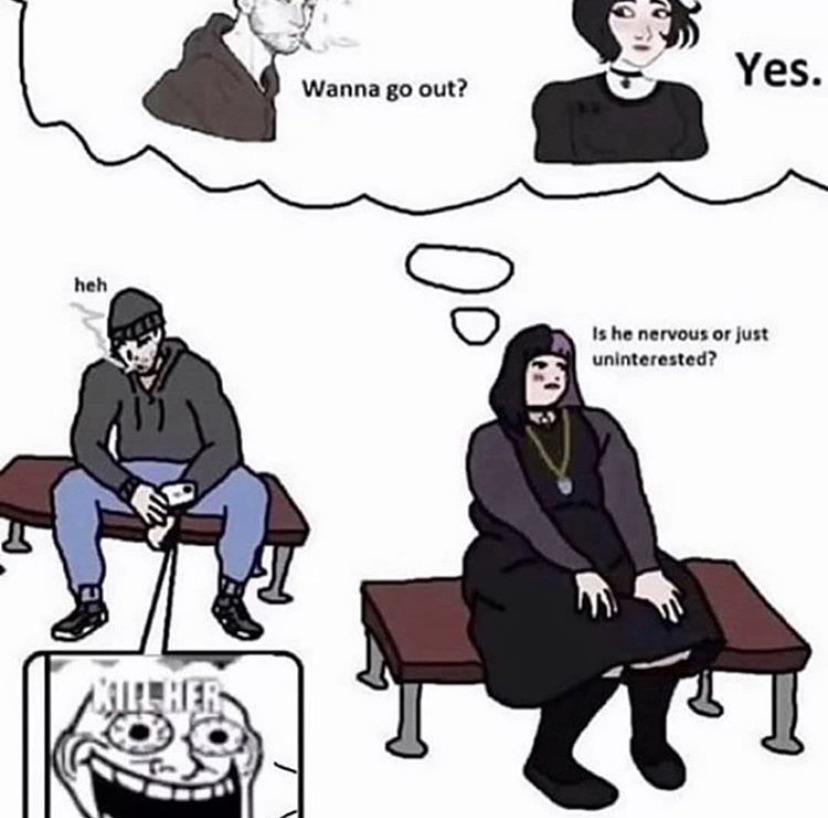 Wanna go out?
Yes.
heh
Is he nervous or just
uninterested?
KILL HER